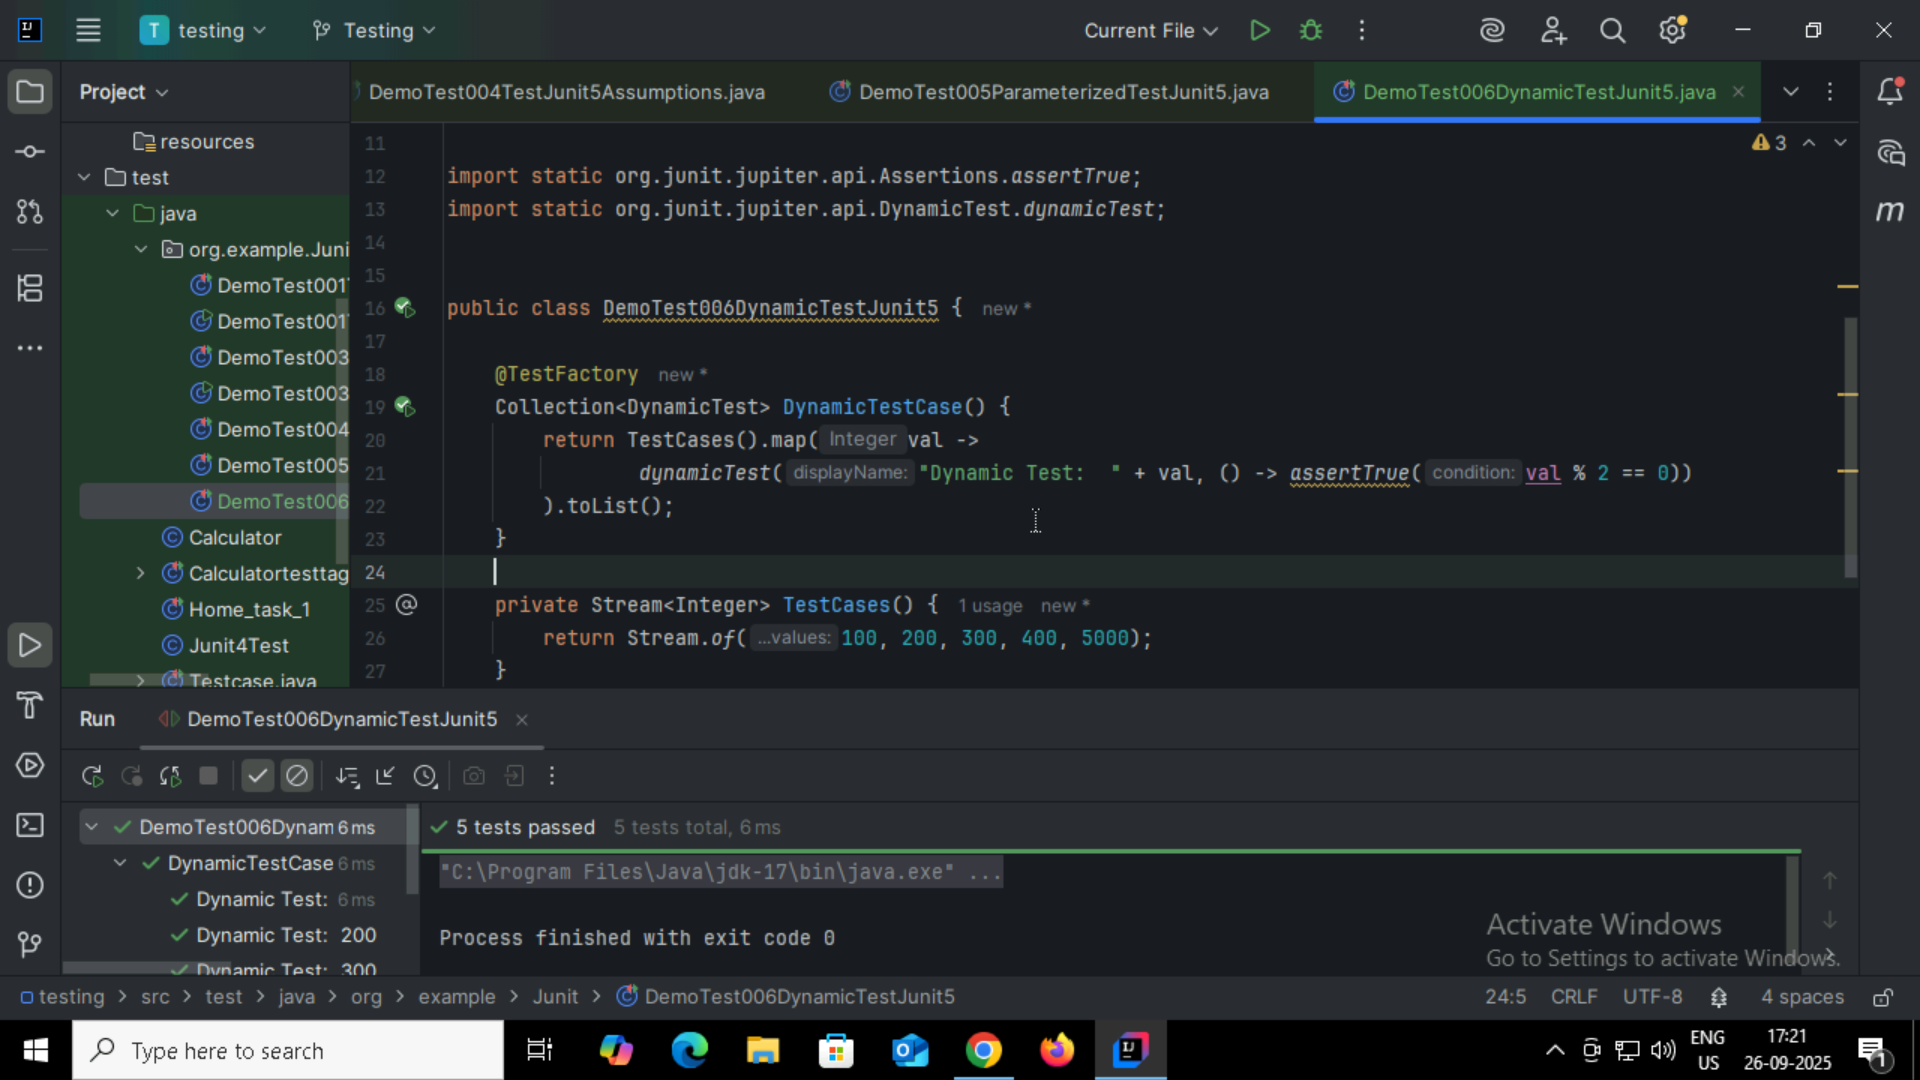 testing
Testing
Current File
Project
DemoTest004TestJunit5Assumptions.java
DemoTest005ParameterizedTestJunit5.java
DemoTest006DynamicTestJunit5.java
resources
test
java
org.example.Juni
DemoTest001
DemoTest001
DemoTest003
DemoTest003
DemoTest004
DemoTest005
DemoTest006
Calculator
Calculatortesttag
Home_task_1
Junit4Test
Testcase.java
3
11
12 import static org.junit.jupiter.api.Assertions.assertTrue;
13 import static org.junit.jupiter.api.DynamicTest.dynamicTest;
14
15
16 public class DemoTest006DynamicTestJunit5 { new *
17
18 @TestFactory new *
19 Collection<DynamicTest> DynamicTestCase() {
20 return TestCases().map( Integer val ->
21 dynamicTest( displayName: "Dynamic Test:  " + val, () -> assertTrue( condition: val % 2 == 0))
22 ).toList();
23 }
24
25 private Stream<Integer> TestCases() { 1 usage new *
26 return Stream.of( ...values: 100, 200, 300, 400, 5000);
27 }
Run
DemoTest006DynamicTestJunit5
DemoTest006Dynam 6 ms
DynamicTestCase 6 ms
Dynamic Test: 6 ms
Dynamic Test: 200
Dynamic Test: 300
5 tests passed 5 tests total, 6 ms
"C:\Program Files\Java\jdk-17\bin\java.exe" ...
Process finished with exit code 0
Activate Windows
Go to Settings to activate Windows.
testing > src > test > java > org > example > Junit > DemoTest006DynamicTestJunit5
24:5 CRLF UTF-8 4 spaces
Type here to search
ENG
US
17:21
26-09-2025
1